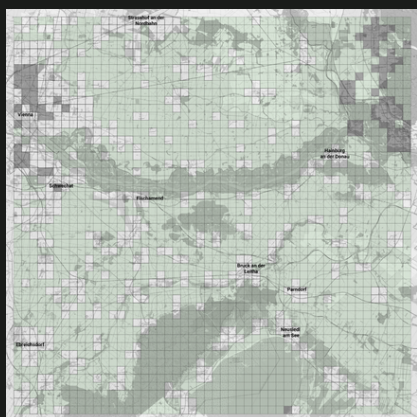 Strasshof an der
Nordbahn
Vienna
Hainburg
an der Donau
Schwechat
Fischamend
Bruck an der
Leitha
Parndorf
Neusiedl
am See
Ebreichsdorf